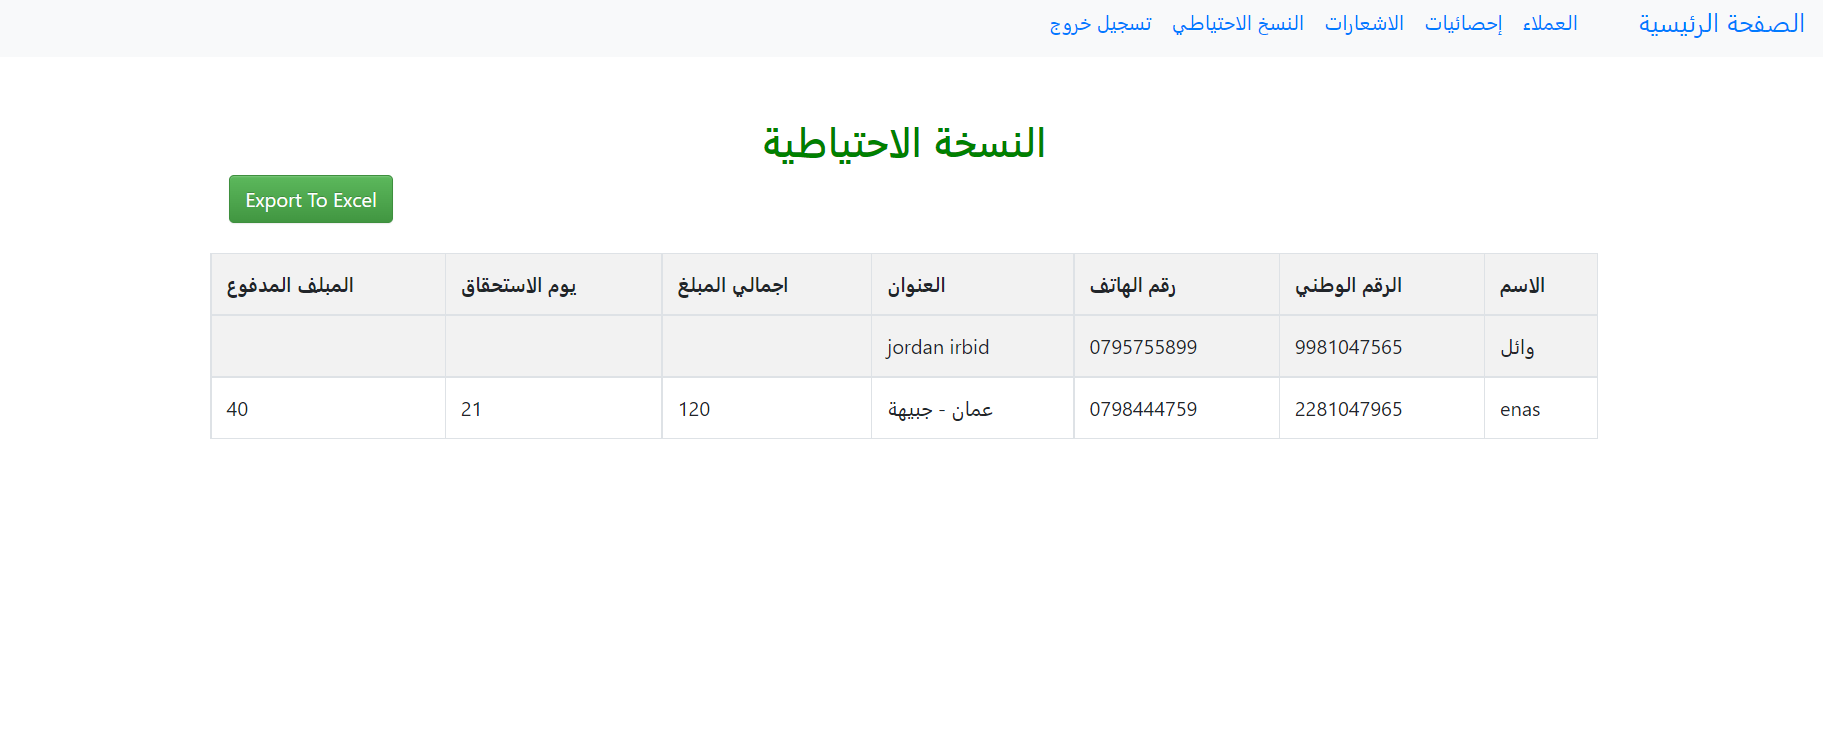 الصفحة الرئيسية العملاء إحصائيات الاشعارات النسخ الاحتياطي تسجيل خروج
النسخة الاحتياطية
Export To Excel
الاسم الرقم الوطني رقم الهاتف العنوان اجمالي المبلغ يوم الاستحقاق المبلف المدفوع
وائل 9981047565 0795755899 jordan irbid
enas 2281047965 0798444759 عمان - جبيهة 120 21 40